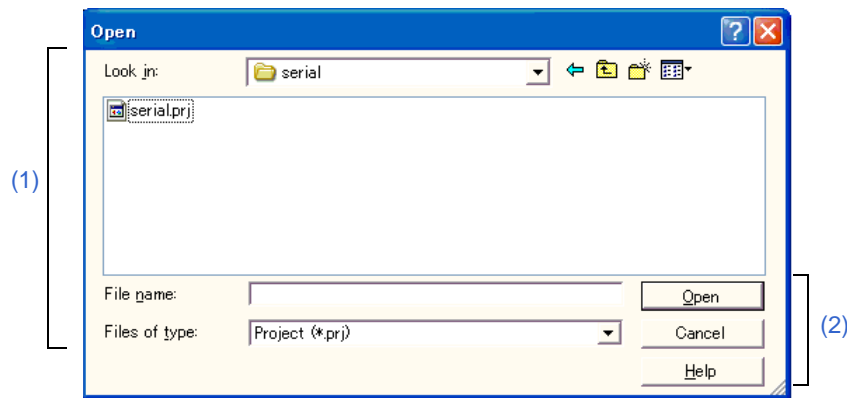 Open
Look in: serial
serial.prj
(1)
File name: Open
Files of type: Project (*.prj) Cancel
(2)
Help